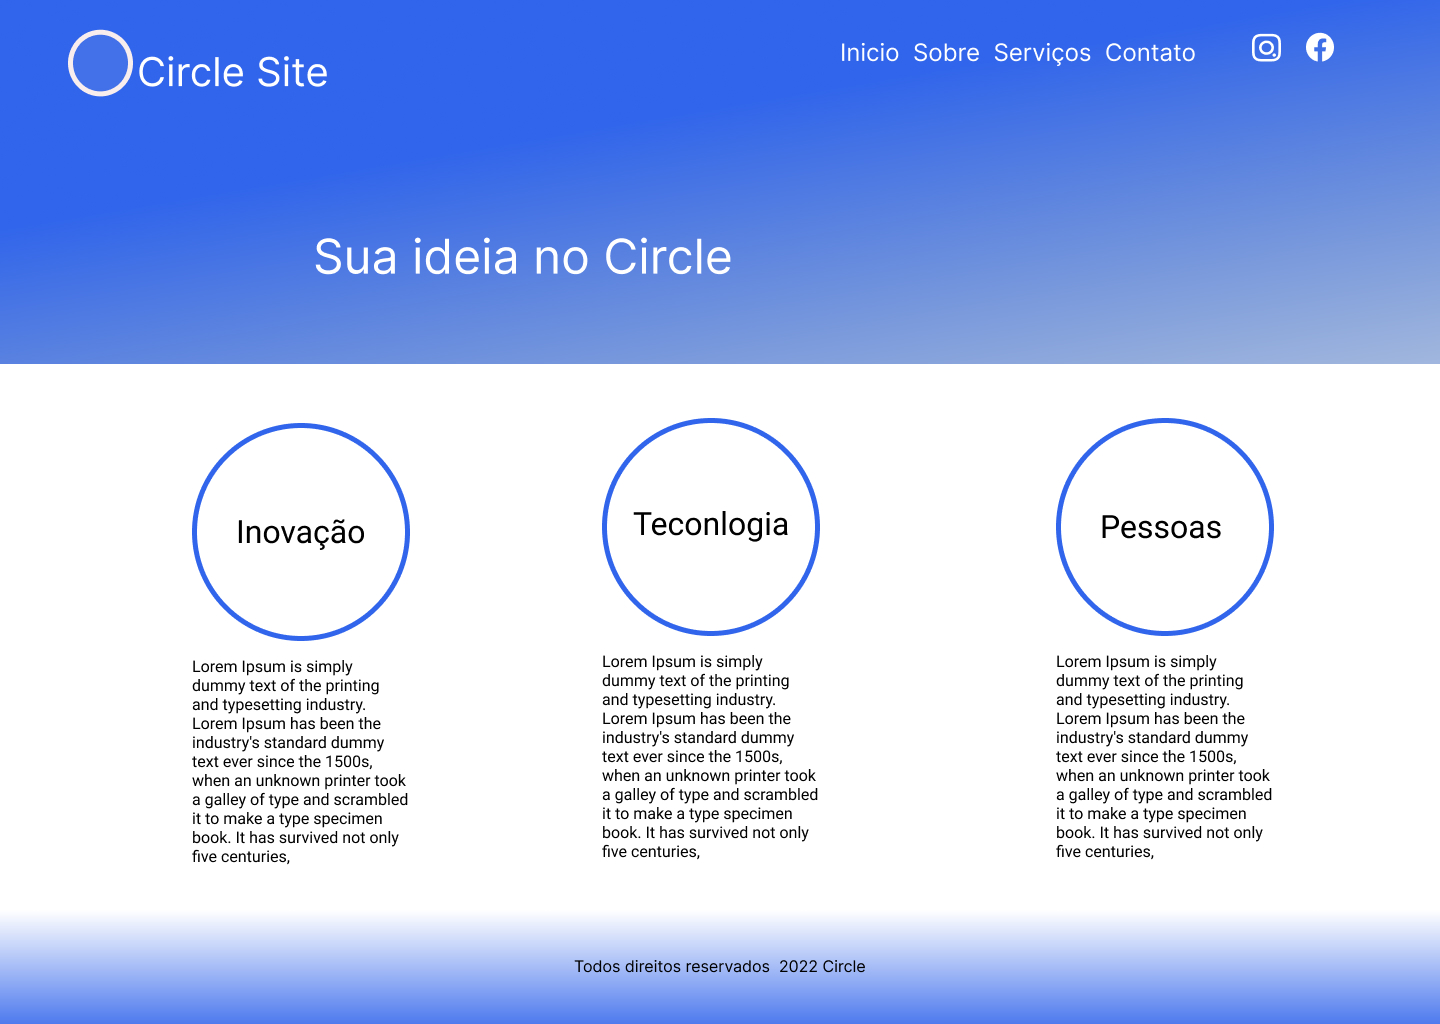 Circle Site
Inicio Sobre Serviços Contato
Sua ideia no Circle
Inovação
Lorem Ipsum is simply
dummy text of the printing
and typesetting industry.
Lorem Ipsum has been the
industry's standard dummy
text ever since the 1500s,
when an unknown printer took
a galley of type and scrambled
it to make a type specimen
book. It has survived not only
five centuries,
Teconlogia
Lorem Ipsum is simply
dummy text of the printing
and typesetting industry.
Lorem Ipsum has been the
industry's standard dummy
text ever since the 1500s,
when an unknown printer took
a galley of type and scrambled
it to make a type specimen
book. It has survived not only
five centuries,
Pessoas
Lorem Ipsum is simply
dummy text of the printing
and typesetting industry.
Lorem Ipsum has been the
industry's standard dummy
text ever since the 1500s,
when an unknown printer took
a galley of type and scrambled
it to make a type specimen
book. It has survived not only
five centuries,
Todos direitos reservados 2022 Circle